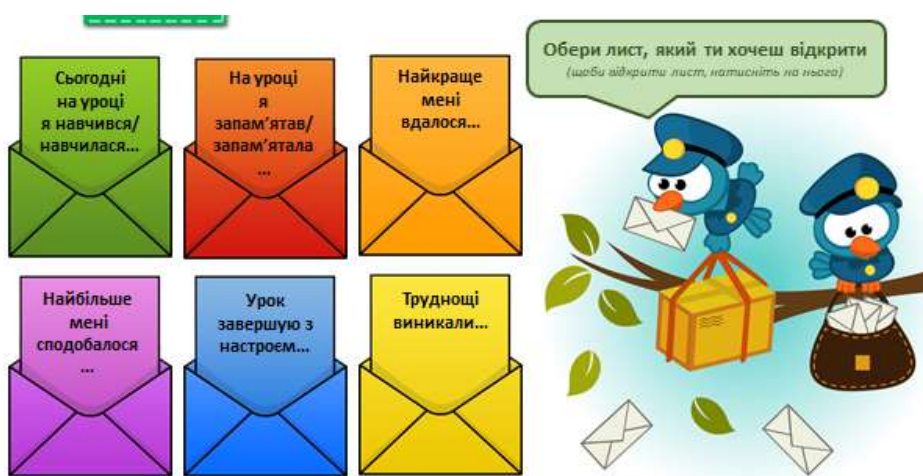 Сьогодні
на уроці
я навчився/
навчилася...
На уроці
я
запам’ятав/
запам’ятала
...
Найкраще
мені
вдалося...
Обери лист, який ти хочеш відкрити
(щоби відкрити лист, натисніть на нього)
Найбільше
мені
сподобалося
...
Урок
завершую з
настроєм...
Труднощі
виникали...